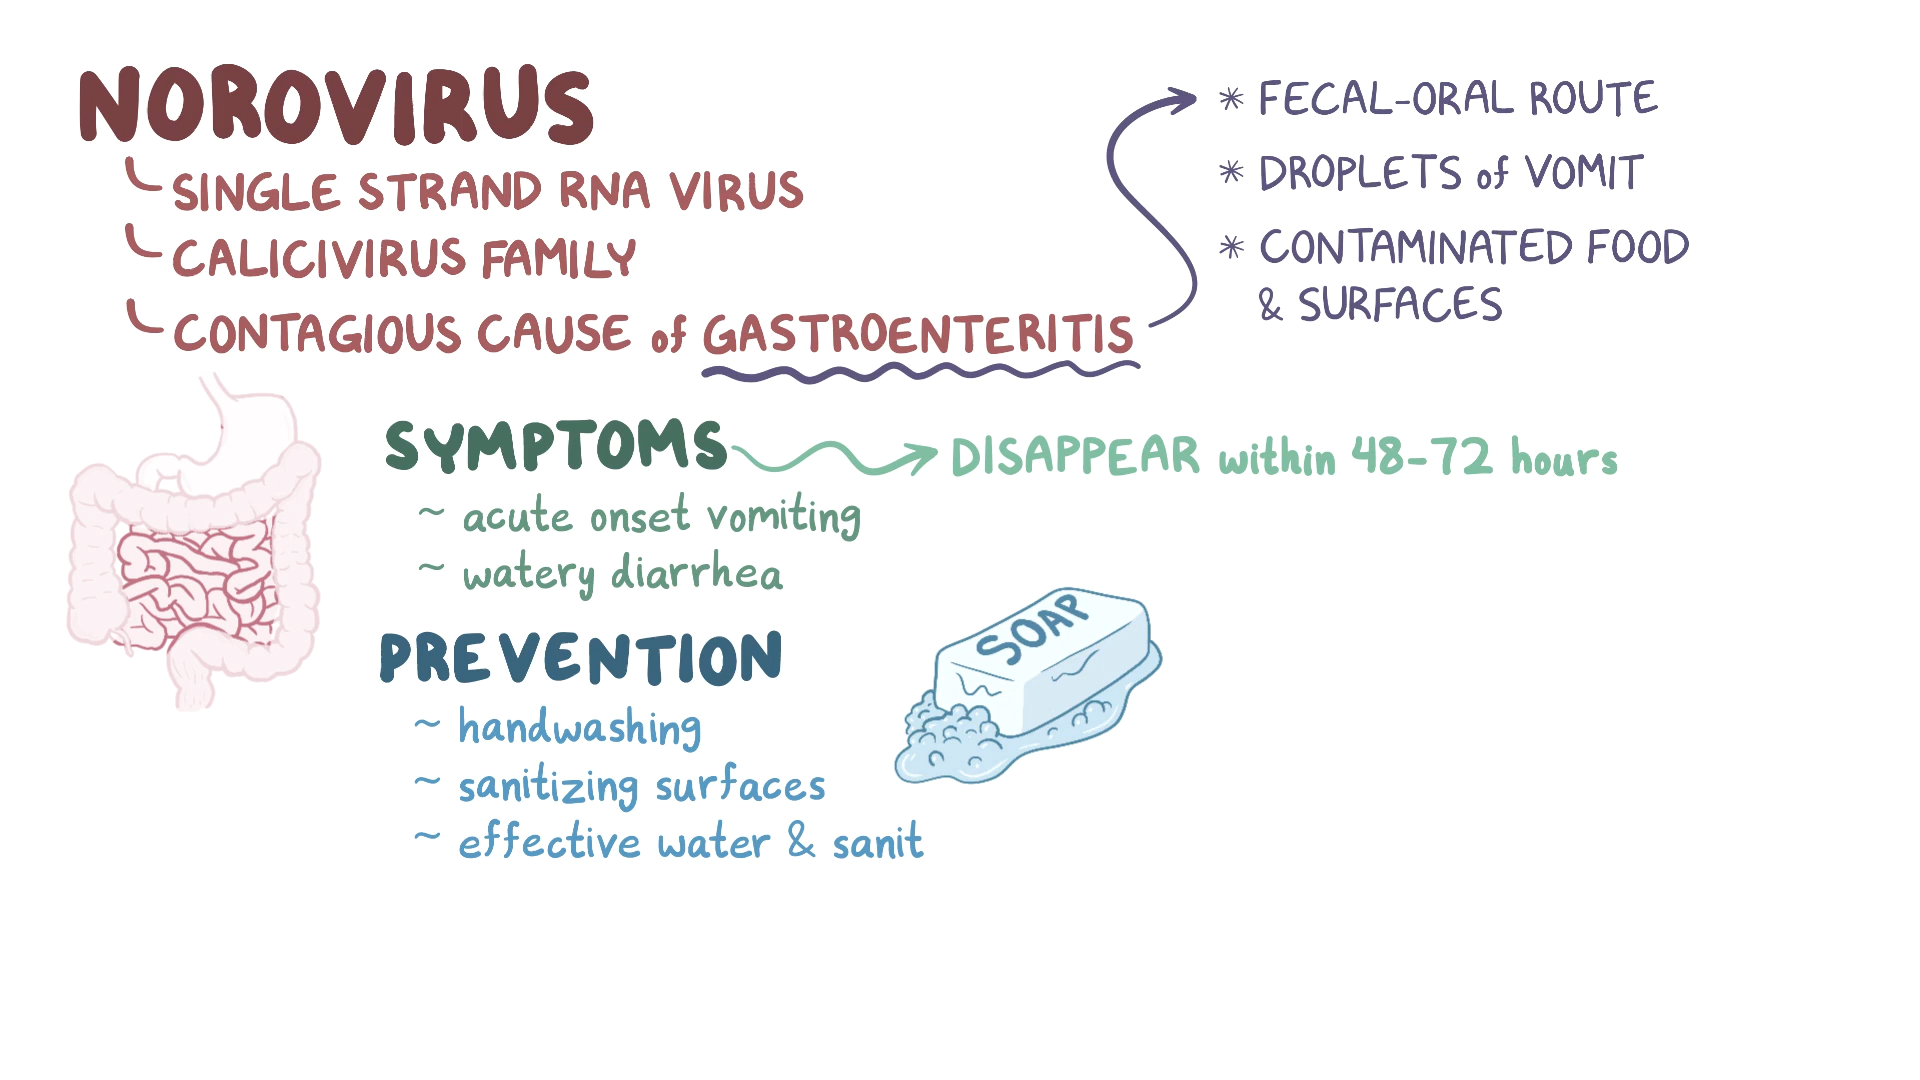 NOROVIRUS
SINGLE STRAND RNA VIRUS
CALICIVIRUS FAMILY
CONTAGIOUS CAUSE of GASTROENTERITIS
* FECAL-ORAL ROUTE
* DROPLETS of VOMIT
* CONTAMINATED FOOD
& SURFACES
SYMPTOMS
DISAPPEAR within 48-72 hours
~ acute onset vomiting
~ watery diarrhea
PREVENTION
~ handwashing
~ sanitizing surfaces
~ effective water & sanit
SOAP